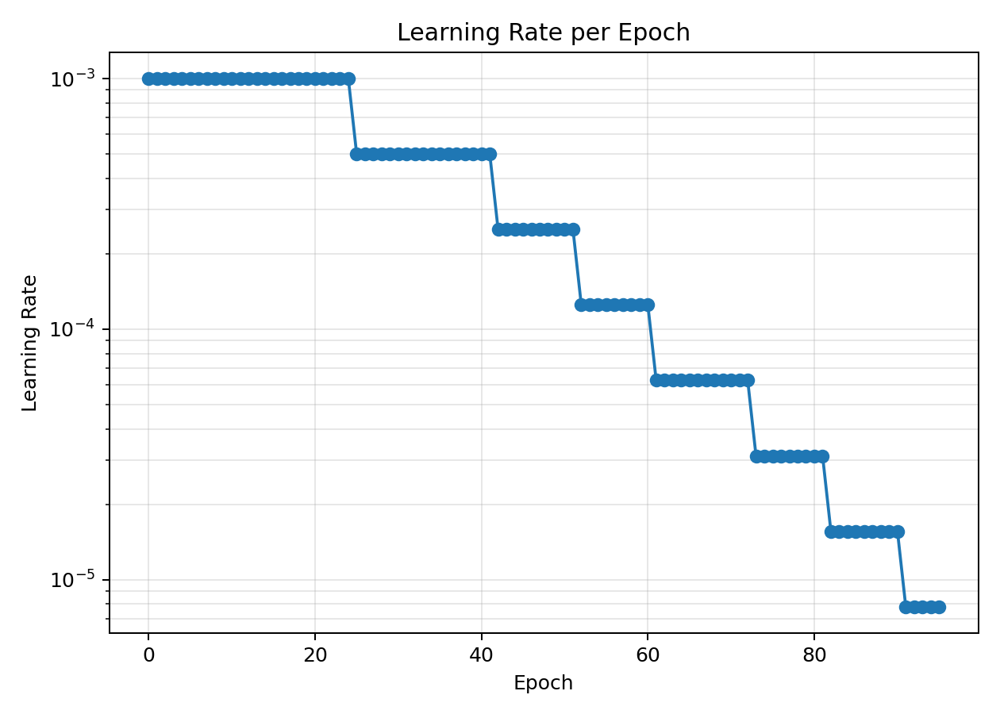 Learning Rate per Epoch
Learning Rate
10⁻³
10⁻⁴
10⁻⁵
0 20 40 60 80
Epoch